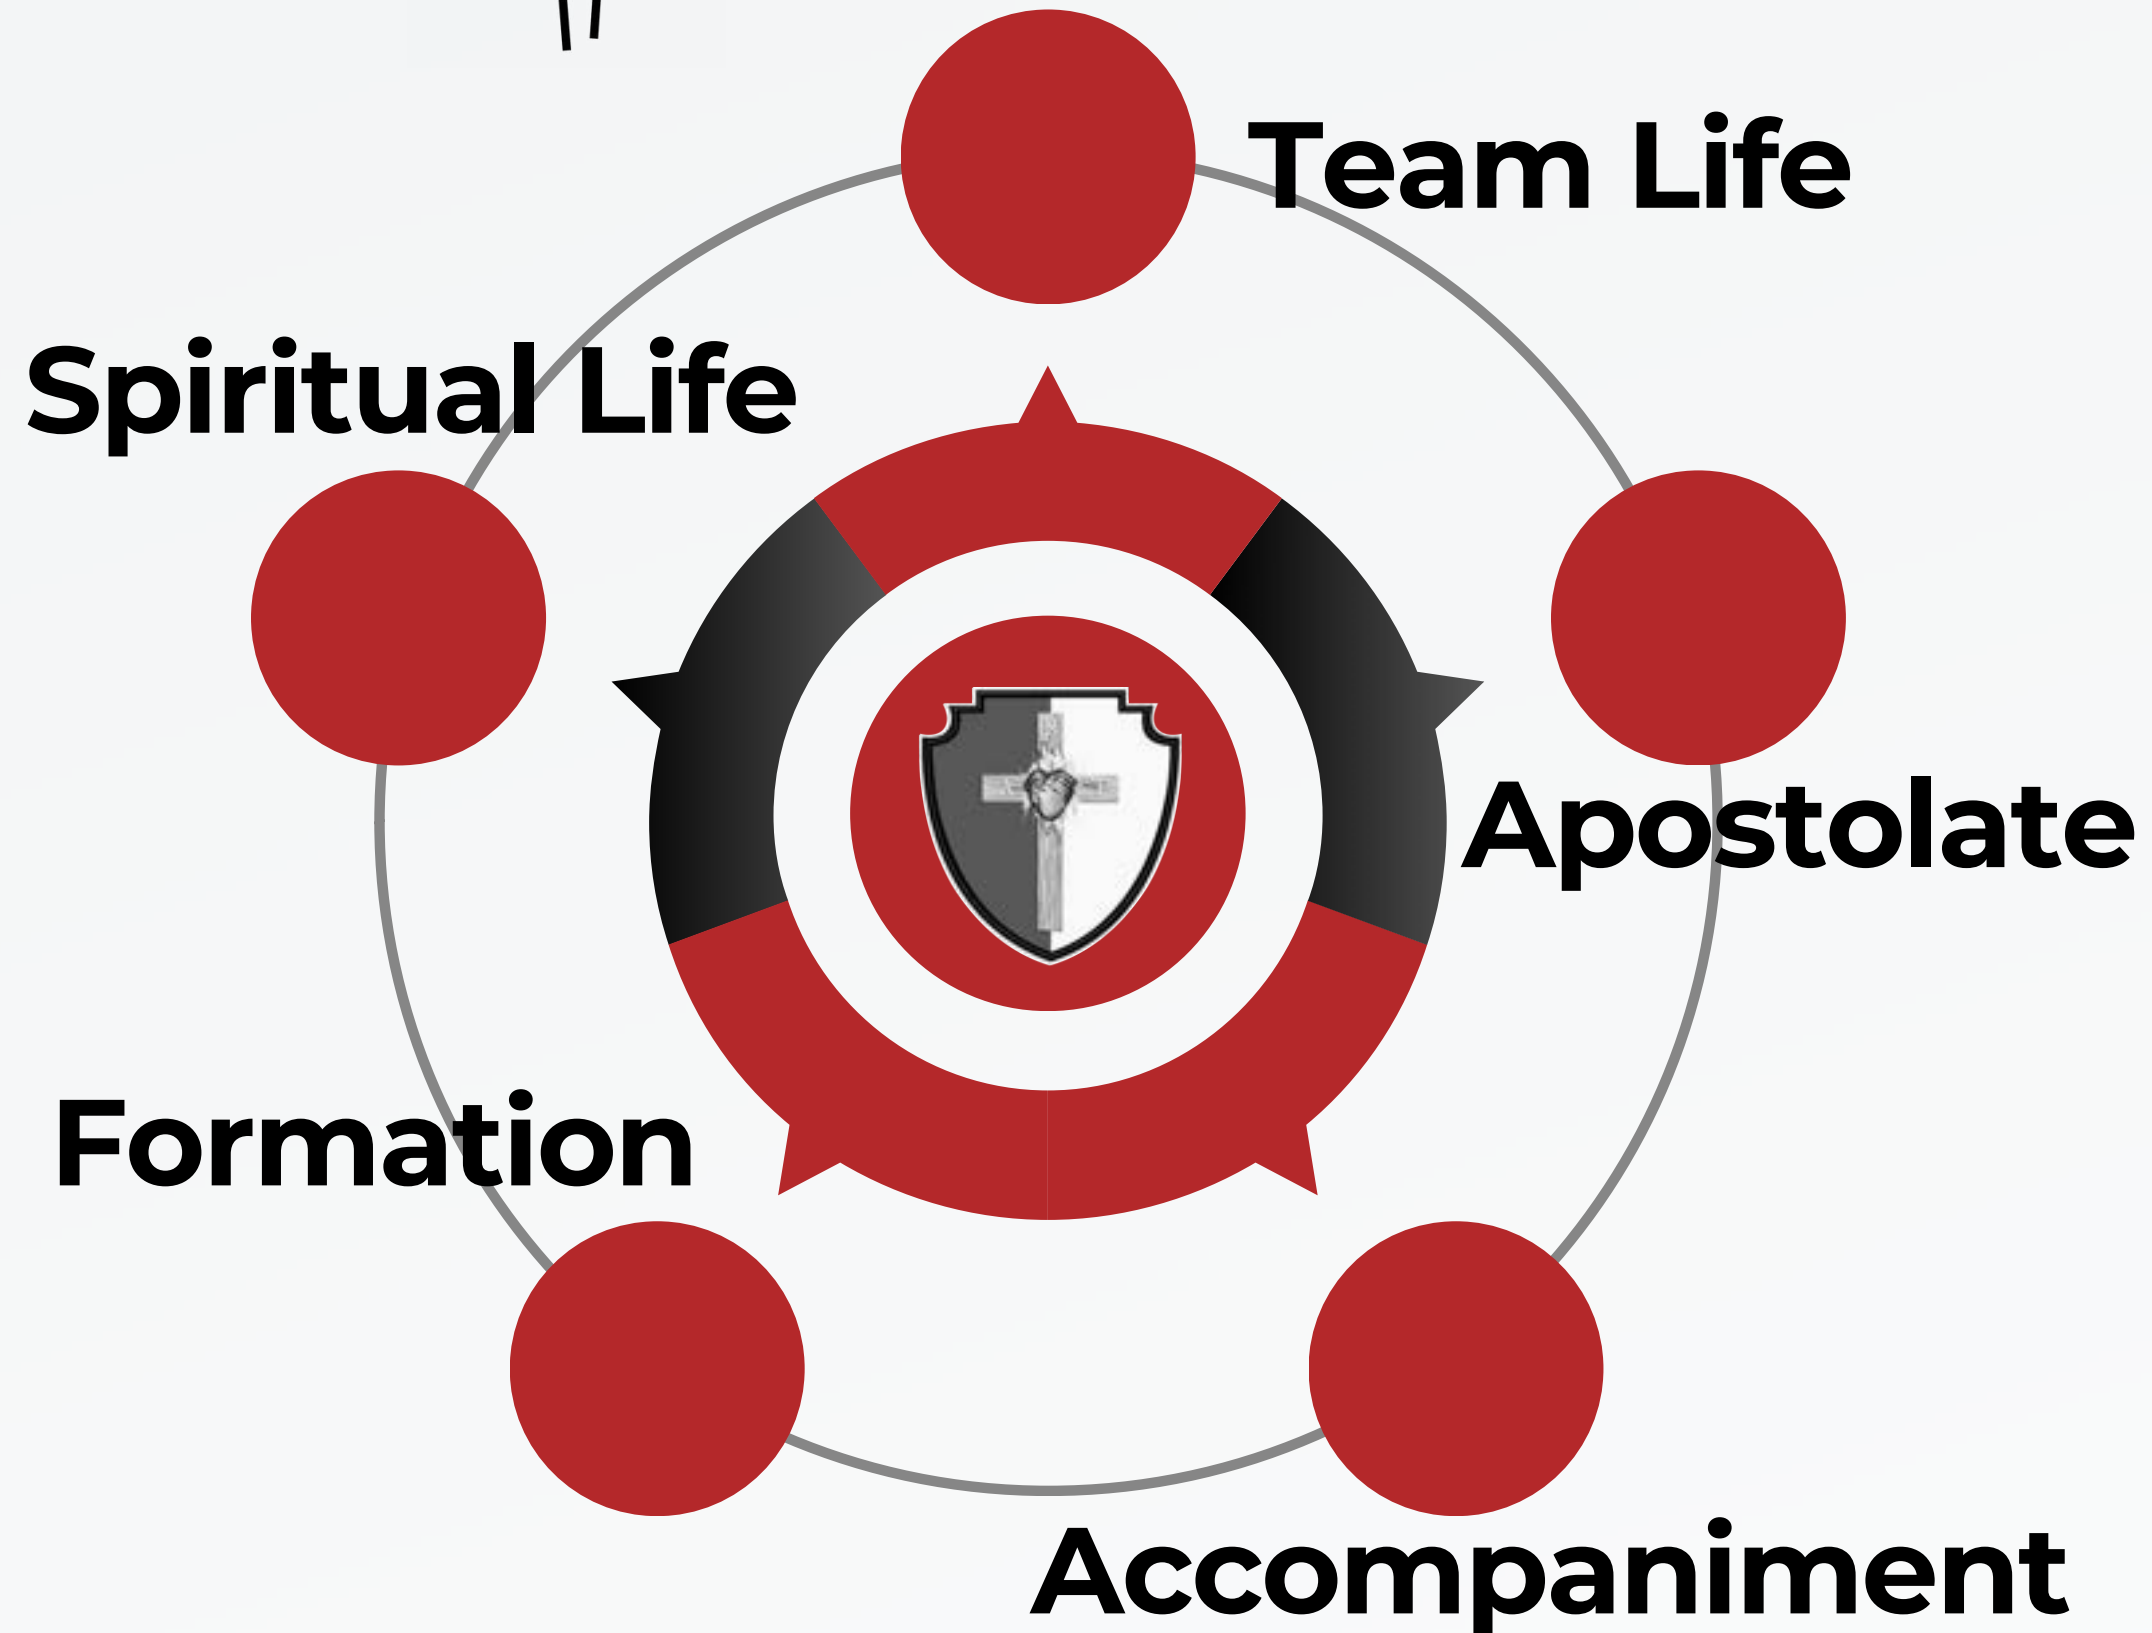 Team Life
Spiritual Life
Apostolate
Formation
Accompaniment